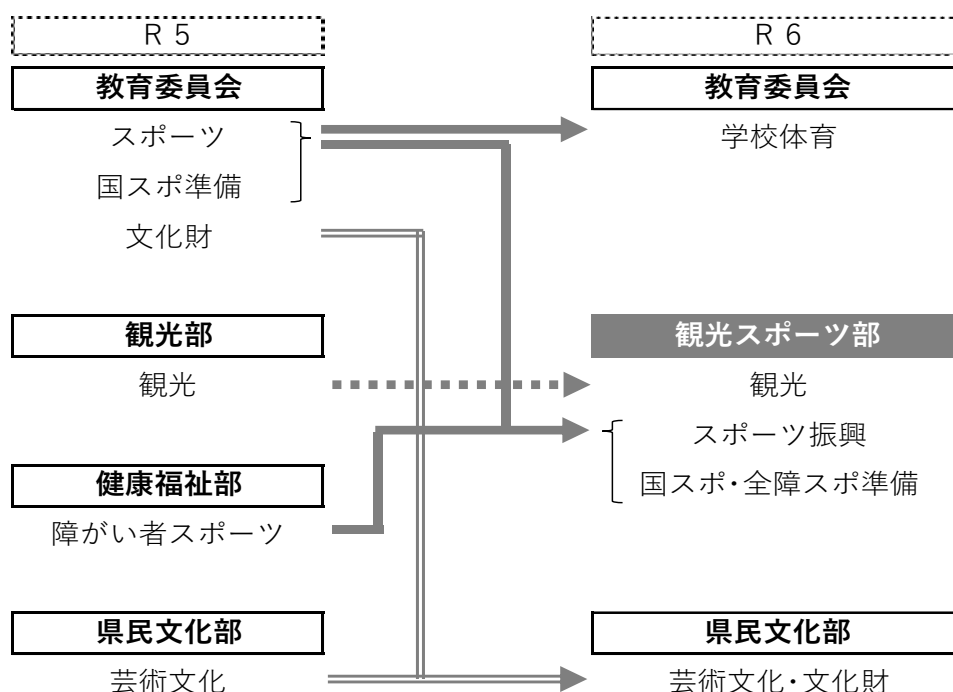 R 5
R 6
教育委員会
教育委員会
スポーツ
学校体育
国スポ準備
文化財
観光部
観光スポーツ部
観光
観光
スポーツ振興
健康福祉部
国スポ・全障スポ準備
障がい者スポーツ
県民文化部
県民文化部
芸術文化
芸術文化・文化財